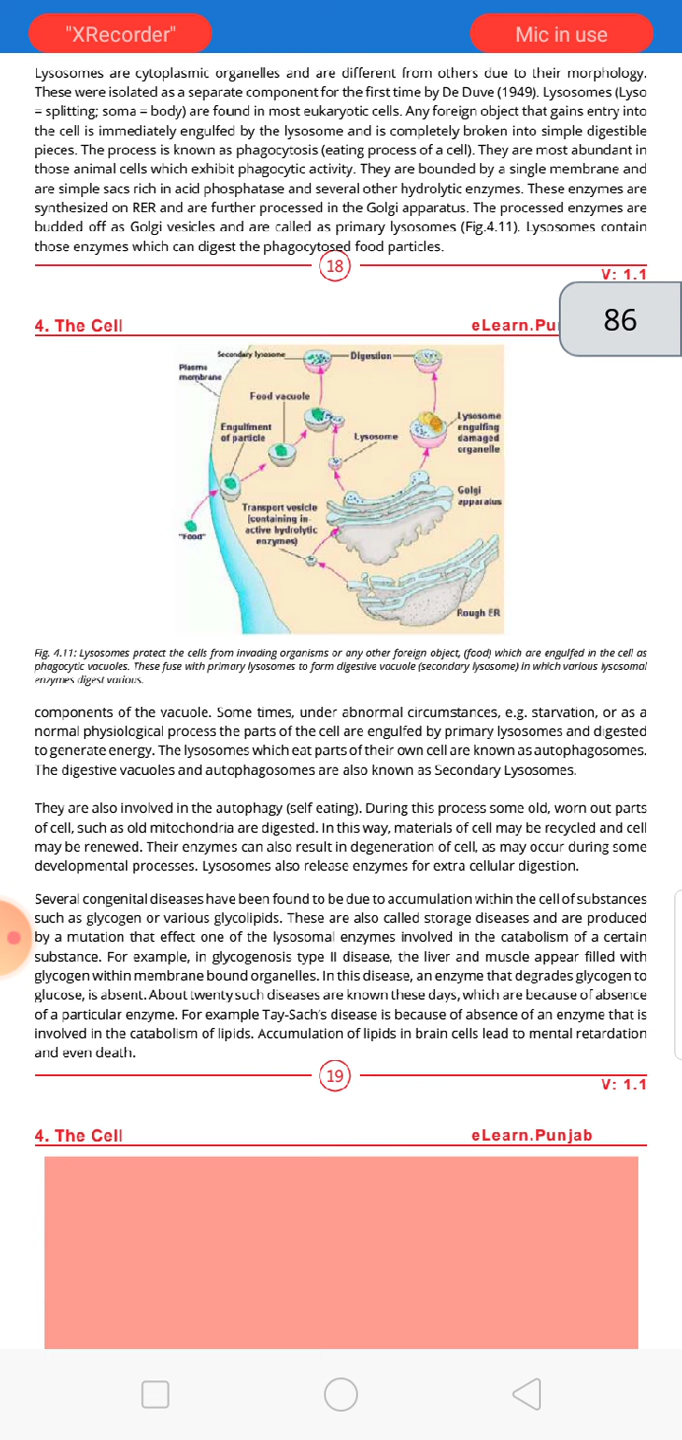 "XRecorder"
Mic in use
Lysosomes are cytoplasmic organelles and are different from others due to their morphology.
These were isolated as a separate component for the first time by De Duve (1949). Lysosomes (Lyso
= splitting; soma = body) are found in most eukaryotic cells. Any foreign object that gains entry into
the cell is immediately engulfed by the lysosome and is completely broken into simple digestible
pieces. The process is known as phagocytosis (eating process of a cell). They are most abundant in
those animal cells which exhibit phagocytic activity. They are bounded by a single membrane and
are simple sacs rich in acid phosphatase and several other hydrolytic enzymes. These enzymes are
synthesized on RER and are further processed in the Golgi apparatus. The processed enzymes are
budded off as Golgi vesicles and are called as primary lysosomes (Fig.4.11). Lysosomes contain
those enzymes which can digest the phagocytosed food particles.
18
V: 1.1
86
4. The Cell
eLearn.Pu
Secondary lysosome
Digestion
Plasma
membrane
Food vacuole
Engulfment
of particle
Lysosome
Lysosome
engulfing
damaged
organelle
Golgi
apparatus
Transport vesicle
(containing in-
active hydrolytic
enzymes)
"Food"
Rough ER
Fig. 4.11: Lysosomes protect the cells from invading organisms or any other foreign object, (food) which are engulfed in the cell as
phagocytic vacuoles. These fuse with primary lysosomes to form digestive vacuole (secondary lysosome) in which various lysosomal
enzymes digest various.
components of the vacuole. Some times, under abnormal circumstances, e.g. starvation, or as a
normal physiological process the parts of the cell are engulfed by primary lysosomes and digested
to generate energy. The lysosomes which eat parts of their own cell are known as autophagosomes.
The digestive vacuoles and autophagosomes are also known as Secondary Lysosomes.
They are also involved in the autophagy (self eating). During this process some old, worn out parts
of cell, such as old mitochondria are digested. In this way, materials of cell may be recycled and cell
may be renewed. Their enzymes can also result in degeneration of cell, as may occur during some
developmental processes. Lysosomes also release enzymes for extra cellular digestion.
Several congenital diseases have been found to be due to accumulation within the cell of substances
such as glycogen or various glycolipids. These are also called storage diseases and are produced
by a mutation that effect one of the lysosomal enzymes involved in the catabolism of a certain
substance. For example, in glycogenosis type II disease, the liver and muscle appear filled with
glycogen within membrane bound organelles. In this disease, an enzyme that degrades glycogen to
glucose, is absent. About twenty such diseases are known these days, which are because of absence
of a particular enzyme. For example Tay-Sach's disease is because of absence of an enzyme that is
involved in the catabolism of lipids. Accumulation of lipids in brain cells lead to mental retardation
and even death.
19
V: 1.1
4. The Cell
eLearn.Punjab